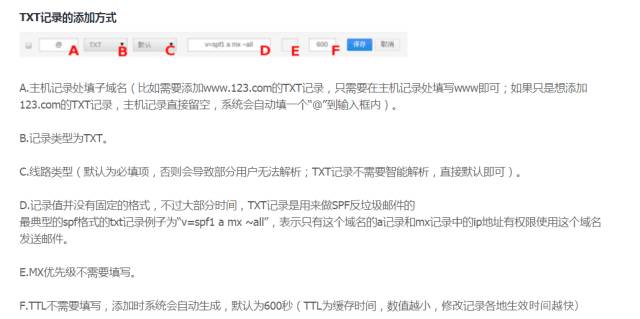 TXT记录的添加方式
@ A TXT B 默认 C v=spf1 a mx ~all D E 600 F 保存 取消
A.主机记录处填子域名（比如需要添加www.123.com的TXT记录，只需要在主机记录处填写www即可；如果只是想添加
123.com的TXT记录，主机记录直接留空，系统会自动填一个“@”到输入框内）。
B.记录类型为TXT。
C.线路类型（默认为必填项，否则会导致部分用户无法解析；TXT记录不需要智能解析，直接默认即可）。
D.记录值并没有固定的格式，不过大部分时间，TXT记录是用来做SPF反垃圾邮件的
最典型的spf格式的txt记录例子为“v=spf1 a mx ~all”，表示只有这个域名的a记录和mx记录中的ip地址有权限使用这个域名
发送邮件。
E.MX优先级不需要填写。
F.TTL不需要填写，添加时系统会自动生成，默认为600秒（TTL为缓存时间，数值越小，修改记录各地生效时间越快）